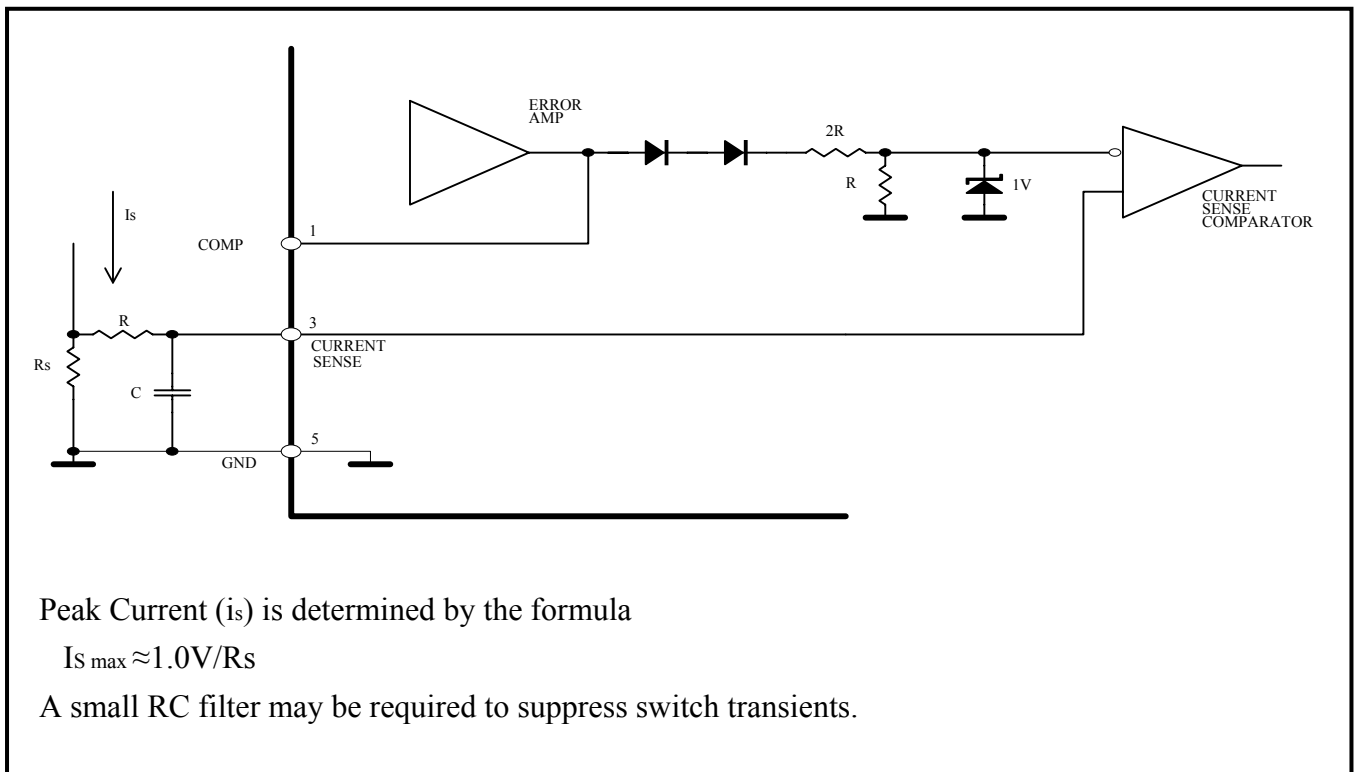 ERROR
AMP
2R
R
1V
CURRENT
SENSE
COMPARATOR
Is
COMP
1
R
3
CURRENT
SENSE
Rs
C
5
GND
Peak Current (is) is determined by the formula
Is max ≈1.0V/Rs
A small RC filter may be required to suppress switch transients.